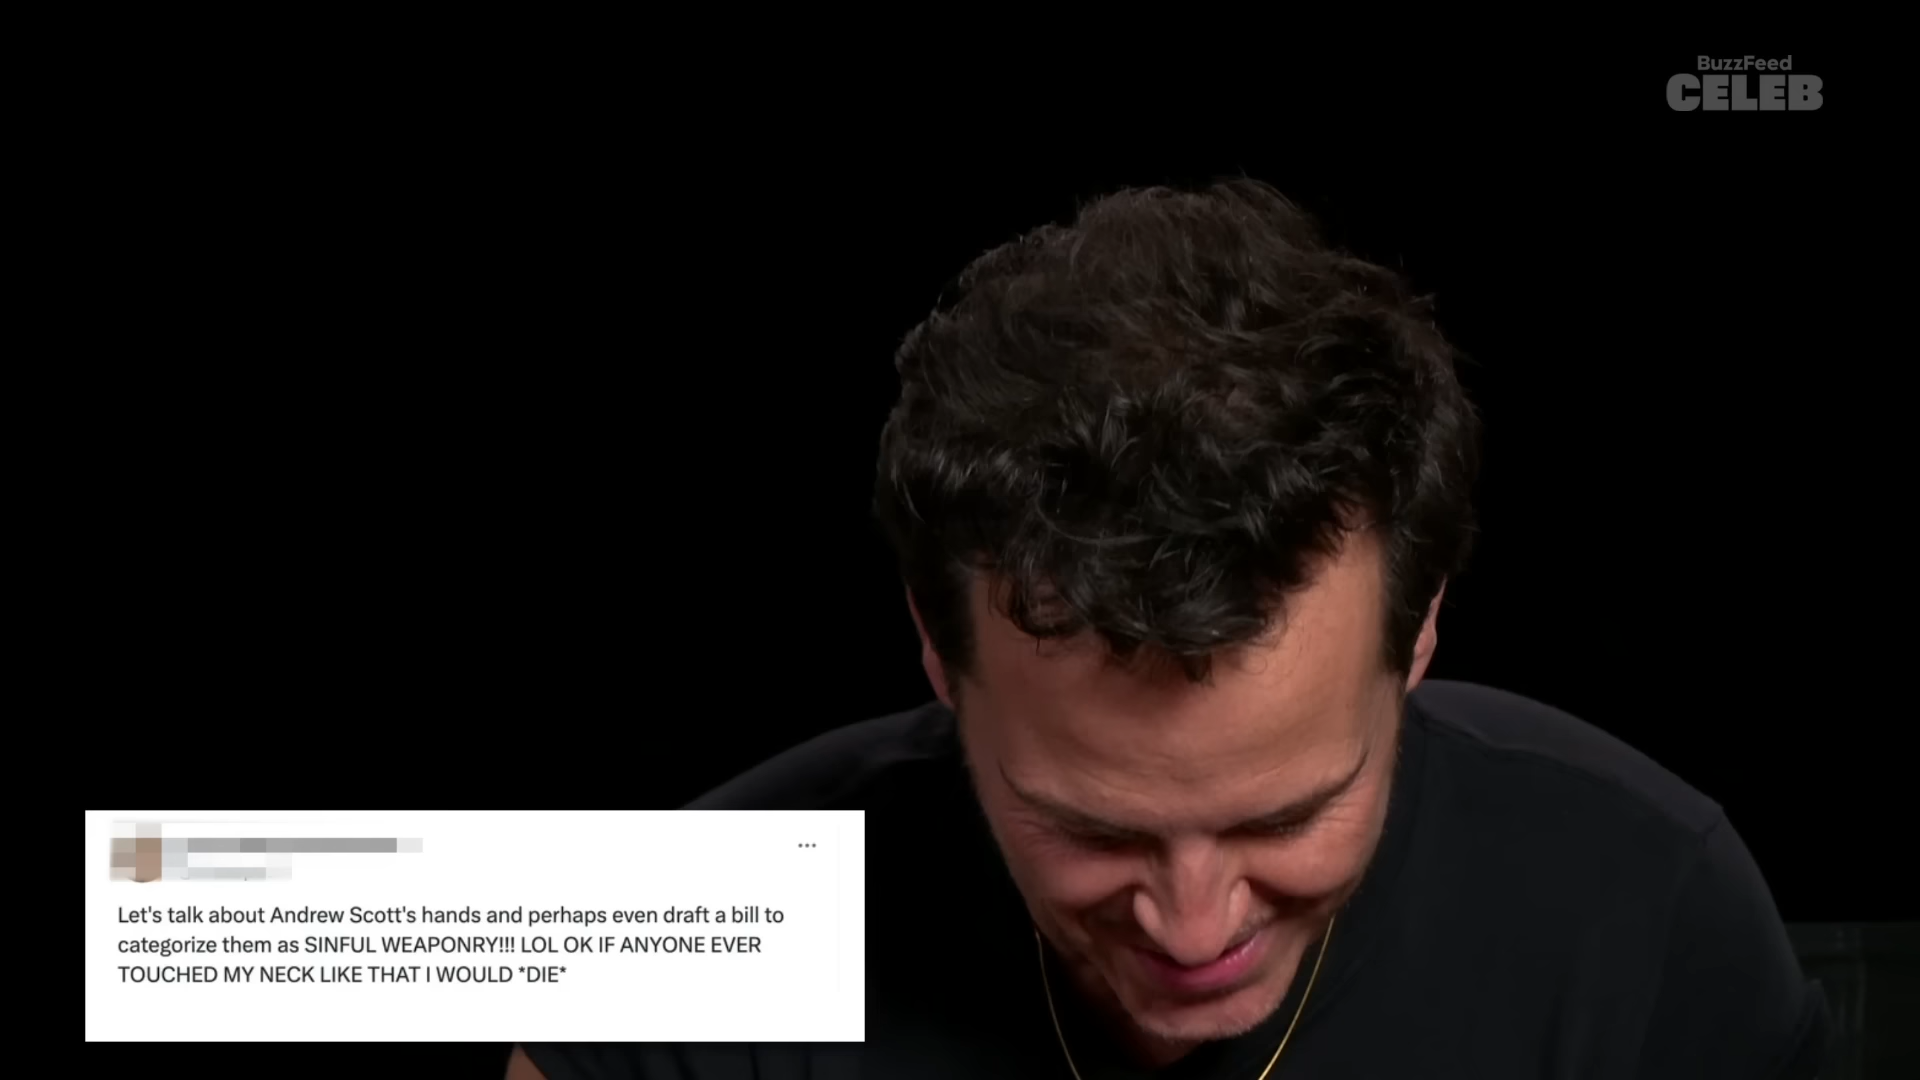 BuzzFeed
CELEB
Let's talk about Andrew Scott's hands and perhaps even draft a bill to
categorize them as SINFUL WEAPONRY!!! LOL OK IF ANYONE EVER
TOUCHED MY NECK LIKE THAT I WOULD *DIE*